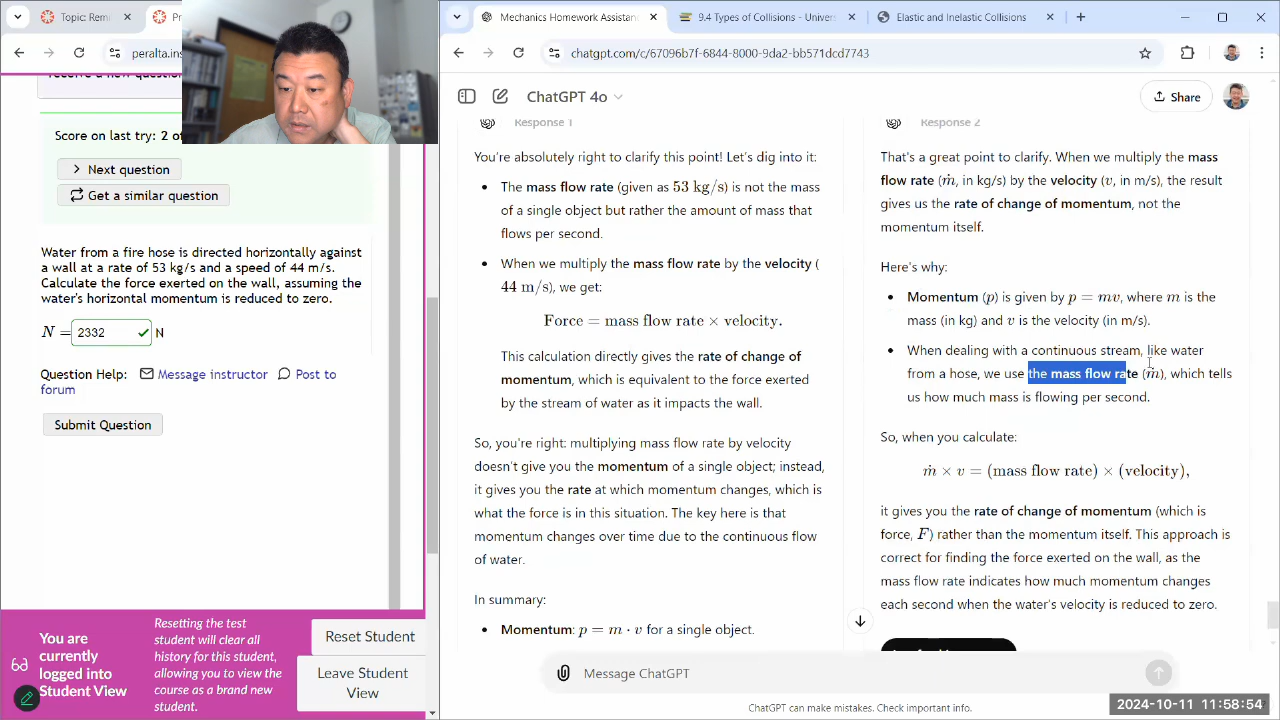 Topic Rem
Pr
Mechanics Homework Assistan
9.4 Types of Collisions - Univer
Elastic and Inelastic Collisions
peralta.ins
chatgpt.com/c/67096b7f-6844-8000-9da2-bb571dcd7743
ChatGPT 4o
Share
Score on last try: 2 of
Next question
Get a similar question
Water from a fire hose is directed horizontally against
a wall at a rate of 53 kg/s and a speed of 44 m/s.
Calculate the force exerted on the wall, assuming the
water's horizontal momentum is reduced to zero.
N = 2332 N
Question Help: Message instructor Post to
forum
Submit Question
You are
currently
logged into
Student View
Resetting the test
student will clear all
history for this student,
allowing you to view the
course as a brand new
student.
Reset Student
Leave Student
View
Response 1
You're absolutely right to clarify this point! Let's dig into it:
The mass flow rate (given as 53 kg/s) is not the mass
of a single object but rather the amount of mass that
flows per second.
When we multiply the mass flow rate by the velocity (
44 m/s), we get:
Force = mass flow rate × velocity.
This calculation directly gives the rate of change of
momentum, which is equivalent to the force exerted
by the stream of water as it impacts the wall.
So, you're right: multiplying mass flow rate by velocity
doesn't give you the momentum of a single object; instead,
it gives you the rate at which momentum changes, which is
what the force is in this situation. The key here is that
momentum changes over time due to the continuous flow
of water.
In summary:
Momentum: p = m · v for a single object.
Response 2
That's a great point to clarify. When we multiply the mass
flow rate (ṁ, in kg/s) by the velocity (v, in m/s), the result
gives us the rate of change of momentum, not the
momentum itself.
Here's why:
Momentum (p) is given by p = mv, where m is the
mass (in kg) and v is the velocity (in m/s).
When dealing with a continuous stream, like water
from a hose, we use the mass flow rate (ṁ), which tells
us how much mass is flowing per second.
So, when you calculate:
ṁ × v = (mass flow rate) × (velocity),
it gives you the rate of change of momentum (which is
force, F) rather than the momentum itself. This approach is
correct for finding the force exerted on the wall, as the
mass flow rate indicates how much momentum changes
each second when the water's velocity is reduced to zero.
Message ChatGPT
ChatGPT can make mistakes. Check important info.
2024-10-11 11:58:54